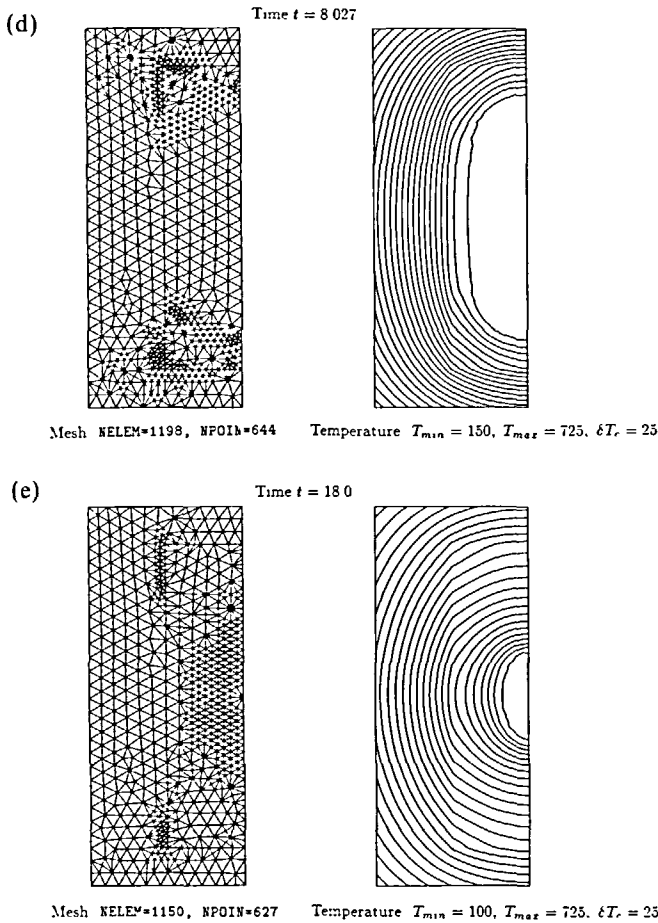 (d)
Time t = 8 027
Mesh NELEM=1198, NPOIN=644
Temperature T_min = 150, T_max = 725, δT_c = 25
(e)
Time t = 18 0
Mesh NELEM=1150, NPOIN=627
Temperature T_min = 100, T_max = 725, δT_c = 25